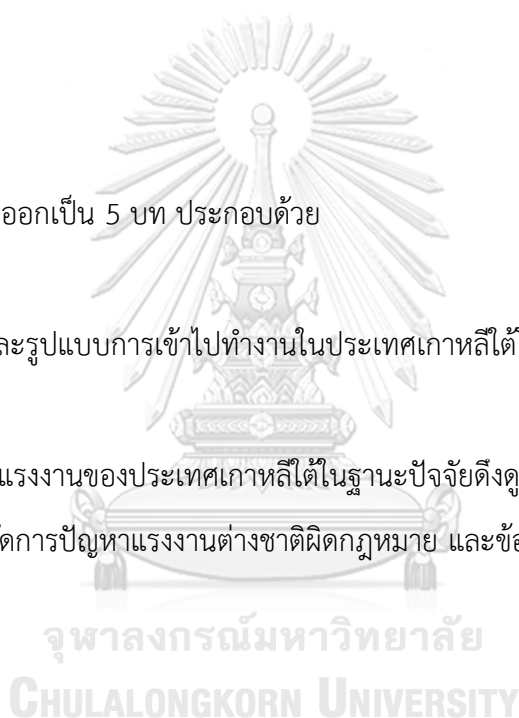 ออกเป็น 5 บท ประกอบด้วย
ละรูปแบบการเข้าไปทำงานในประเทศเกาหลีใต้
แรงงานของประเทศเกาหลีใต้ในฐานะปัจจัยดึงดู
ัดการปัญหาแรงงานต่างชาติผิดกฎหมาย และข้อ
จุฬาลงกรณ์มหาวิทยาลัย
CHULALONGKORN UNIVERSITY